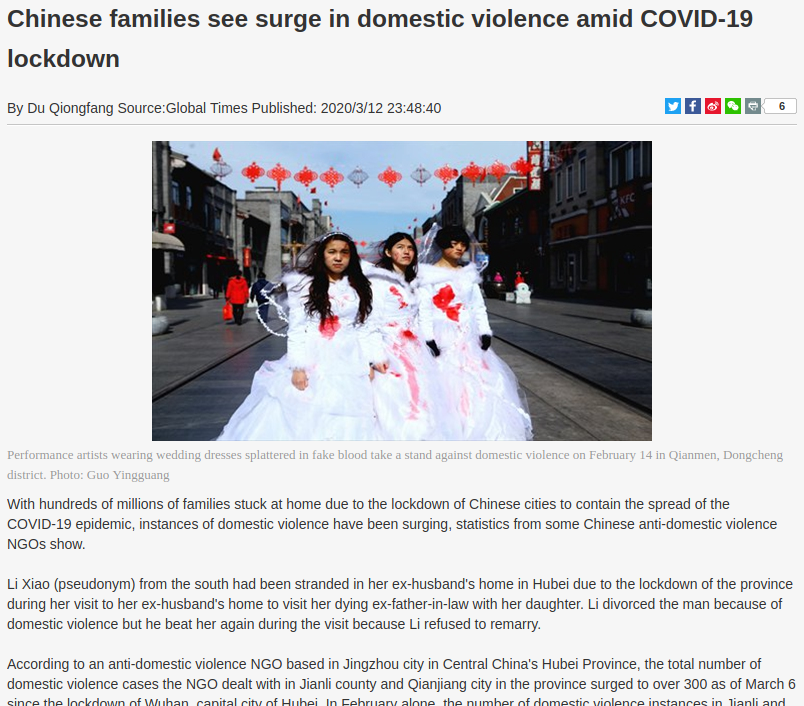 Chinese families see surge in domestic violence amid COVID-19
lockdown
By Du Qiongfang Source:Global Times Published: 2020/3/12 23:48:40
6
KFC
Performance artists wearing wedding dresses splattered in fake blood take a stand against domestic violence on February 14 in Qianmen, Dongcheng
district. Photo: Guo Yingguang
With hundreds of millions of families stuck at home due to the lockdown of Chinese cities to contain the spread of the
COVID-19 epidemic, instances of domestic violence have been surging, statistics from some Chinese anti-domestic violence
NGOs show.
Li Xiao (pseudonym) from the south had been stranded in her ex-husband's home in Hubei due to the lockdown of the province
during her visit to her ex-husband's home to visit her dying ex-father-in-law with her daughter. Li divorced the man because of
domestic violence but he beat her again during the visit because Li refused to remarry.
According to an anti-domestic violence NGO based in Jingzhou city in Central China's Hubei Province, the total number of
domestic violence cases the NGO dealt with in Jianli county and Qianjiang city in the province surged to over 300 as of March 6
since the lockdown of Wuhan, capital city of Hubei. In February alone, the number of domestic violence instances in Jianli and